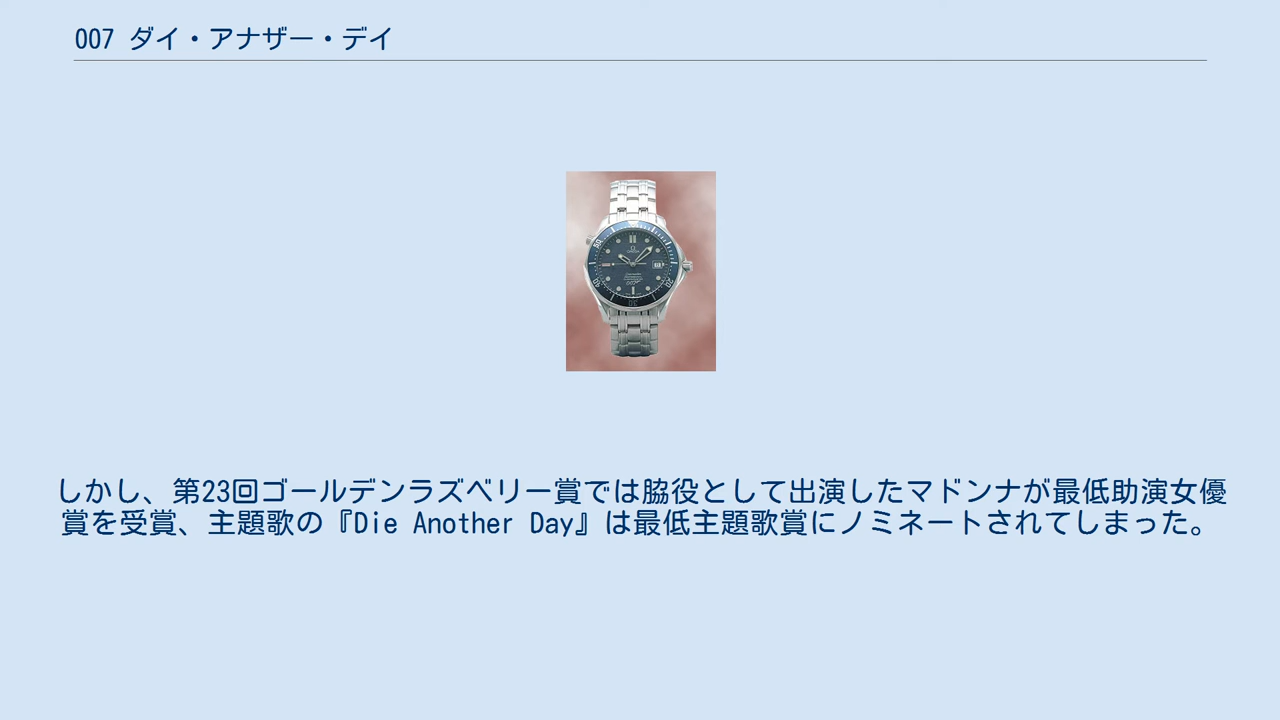 007 ダイ・アナザー・デイ
しかし、第23回ゴールデンラズベリー賞では脇役として出演したマドンナが最低助演女優
賞を受賞、主題歌の『Die Another Day』は最低主題歌賞にノミネートされてしまった。